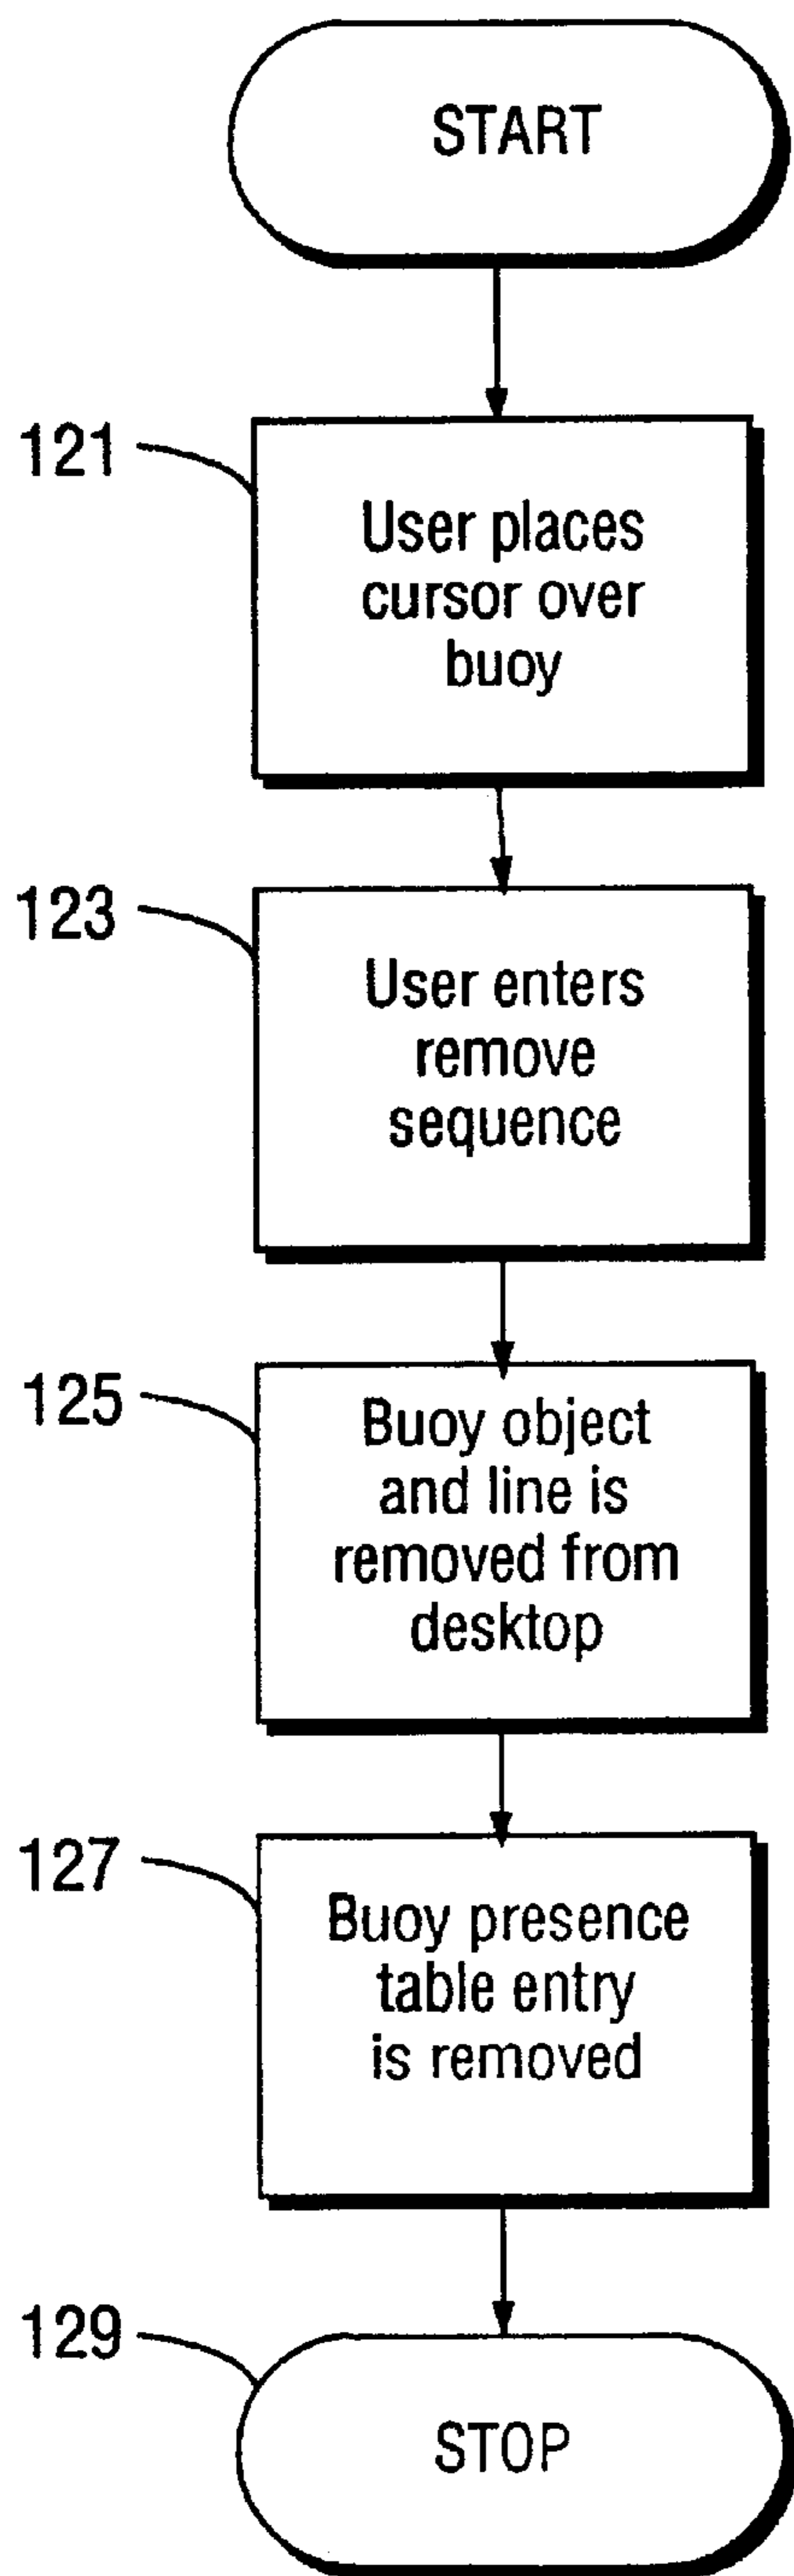 START
121
User places
cursor over
buoy
123
User enters
remove
sequence
125
Buoy object
and line is
removed from
desktop
127
Buoy presence
table entry
is removed
129
STOP